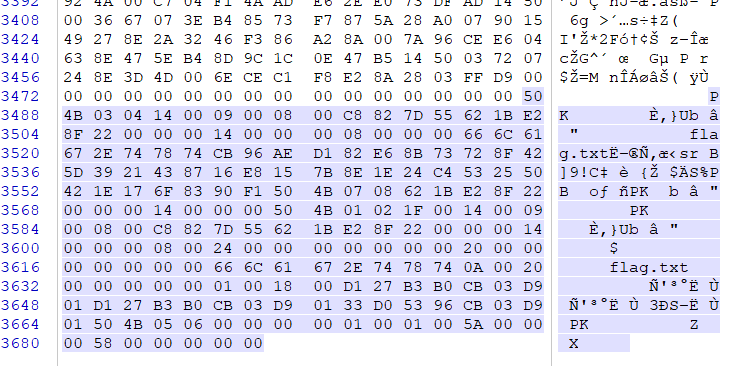 3392 92 4A 00 C7 04 F1 4A AD E6 2E E0 73 DF AD 14 50
3408 00 36 67 07 3E B4 85 73 F7 87 5A 28 A0 07 90 15 6g >´…s÷‡Z(
3424 49 27 8E 2A 32 46 F3 86 A2 8A 00 7A 96 CE E6 04 I'Ž*2Fó†¢Š z–Îæ
3440 63 8E 47 5E B4 8D 9C 1C 0E 47 B5 14 50 03 72 07 cŽG^´ œ Gµ P r
3456 24 8E 3D 4D 00 6E CE C1 F8 E2 8A 28 03 FF D9 00 $Ž=M nÎÁøâŠ( ÿÙ
3472 00 00 00 00 00 00 00 00 00 00 00 00 00 00 00 50 P
3488 4B 03 04 14 00 09 00 08 00 C8 82 7D 55 62 1B E2 K È‚}Ub â
3504 8F 22 00 00 00 14 00 00 00 08 00 00 00 66 6C 61 " fla
3520 67 2E 74 78 74 CB 96 AE D1 82 E6 8B 73 72 8F 42 g.txtË–®Ñ‚æ‹sr B
3536 5D 39 21 43 87 16 E8 15 7B 8E 1E 24 C4 53 25 50 ]9!C‡ è {Ž $ÄS%P
3552 42 1E 17 6F 83 90 F1 50 4B 07 08 62 1B E2 8F 22 B oƒ ñPK b â "
3568 00 00 00 14 00 00 00 50 4B 01 02 1F 00 14 00 09 PK
3584 00 08 00 C8 82 7D 55 62 1B E2 8F 22 00 00 00 14 È‚}Ub â "
3600 00 00 00 08 00 24 00 00 00 00 00 00 00 20 00 00 $
3616 00 00 00 00 00 66 6C 61 67 2E 74 78 74 0A 00 20 flag.txt
3632 00 00 00 00 00 01 00 18 00 D1 27 B3 B0 CB 03 D9 Ñ'³°Ë Ù
3648 01 D1 27 B3 B0 CB 03 D9 01 33 D0 53 96 CB 03 D9 Ñ'³°Ë Ù 3ÐS–Ë Ù
3664 01 50 4B 05 06 00 00 00 00 01 00 01 00 5A 00 00 PK Z
3680 00 58 00 00 00 00 00 X